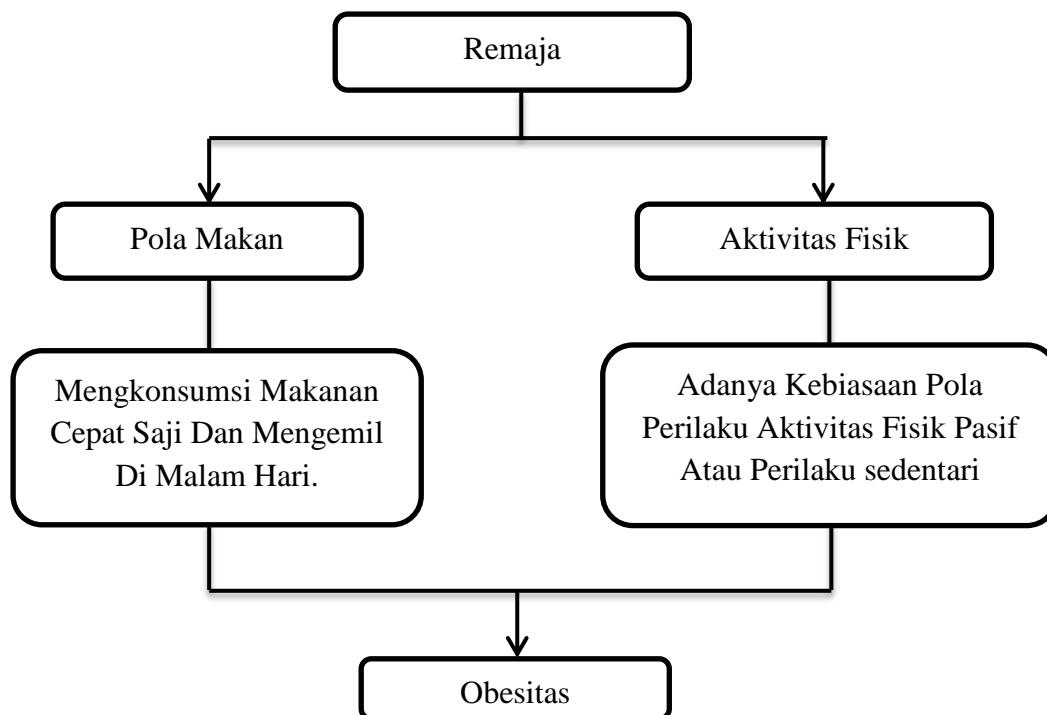 Remaja
Pola Makan
Aktivitas Fisik
Mengkonsumsi Makanan
Cepat Saji Dan Mengemil
Di Malam Hari.
Adanya Kebiasaan Pola
Perilaku Aktivitas Fisik Pasif
Atau Perilaku sedentari
Obesitas